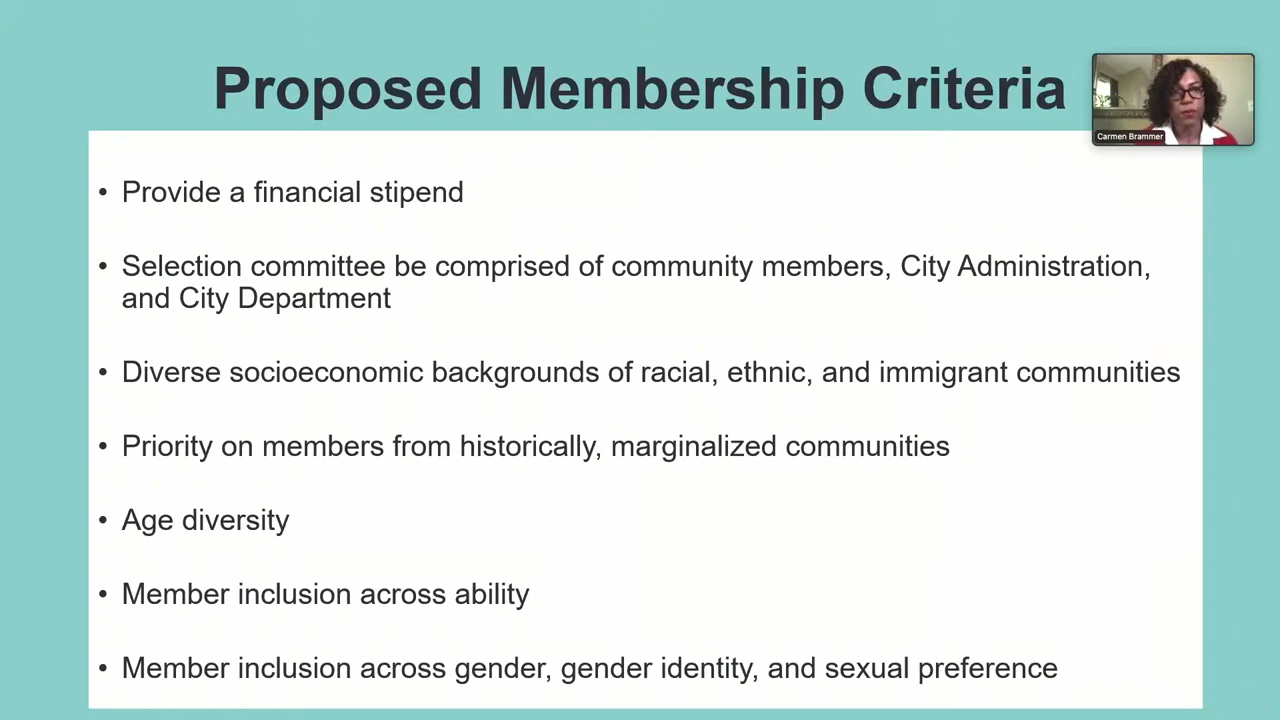 Proposed Membership Criteria
Carmen Brammer
• Provide a financial stipend
• Selection committee be comprised of community members, City Administration,
and City Department
• Diverse socioeconomic backgrounds of racial, ethnic, and immigrant communities
• Priority on members from historically, marginalized communities
• Age diversity
• Member inclusion across ability
• Member inclusion across gender, gender identity, and sexual preference